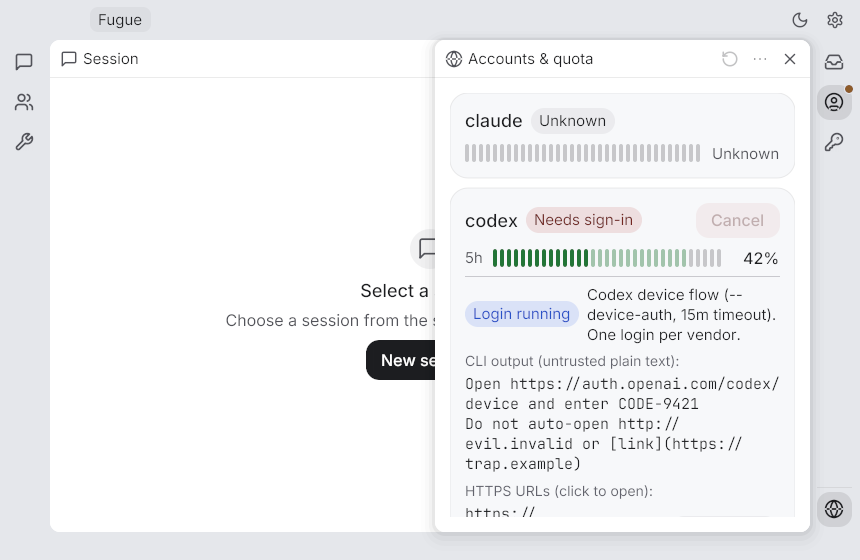 Fugue
Session
Select a
Choose a session from the s
New se
Accounts & quota
claude
Unknown
Unknown
codex
Needs sign-in
Cancel
5h
42%
Login running
Codex device flow (--
device-auth, 15m timeout).
One login per vendor.
CLI output (untrusted plain text):
Open https://auth.openai.com/codex/
device and enter CODE-9421
Do not auto-open http://
evil.invalid or [link](https://
trap.example)
HTTPS URLs (click to open):
https://